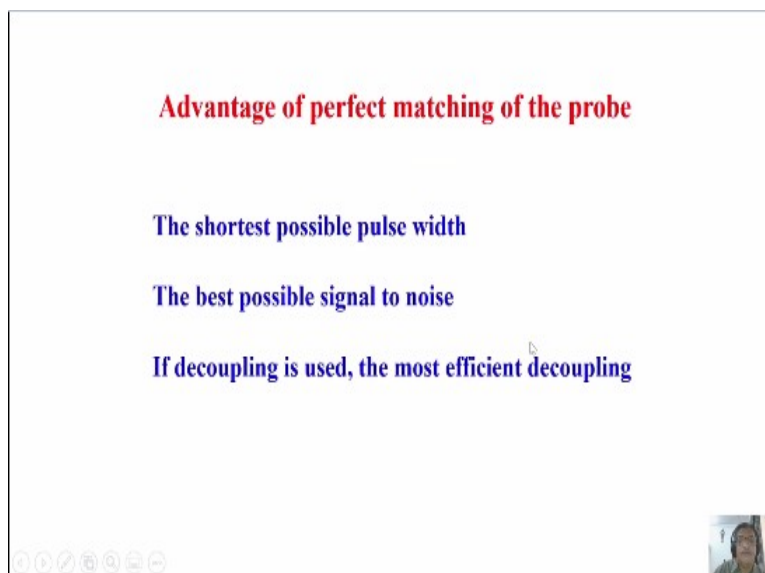 Advantage of perfect matching of the probe
The shortest possible pulse width
The best possible signal to noise
If decoupling is used, the most efficient decoupling